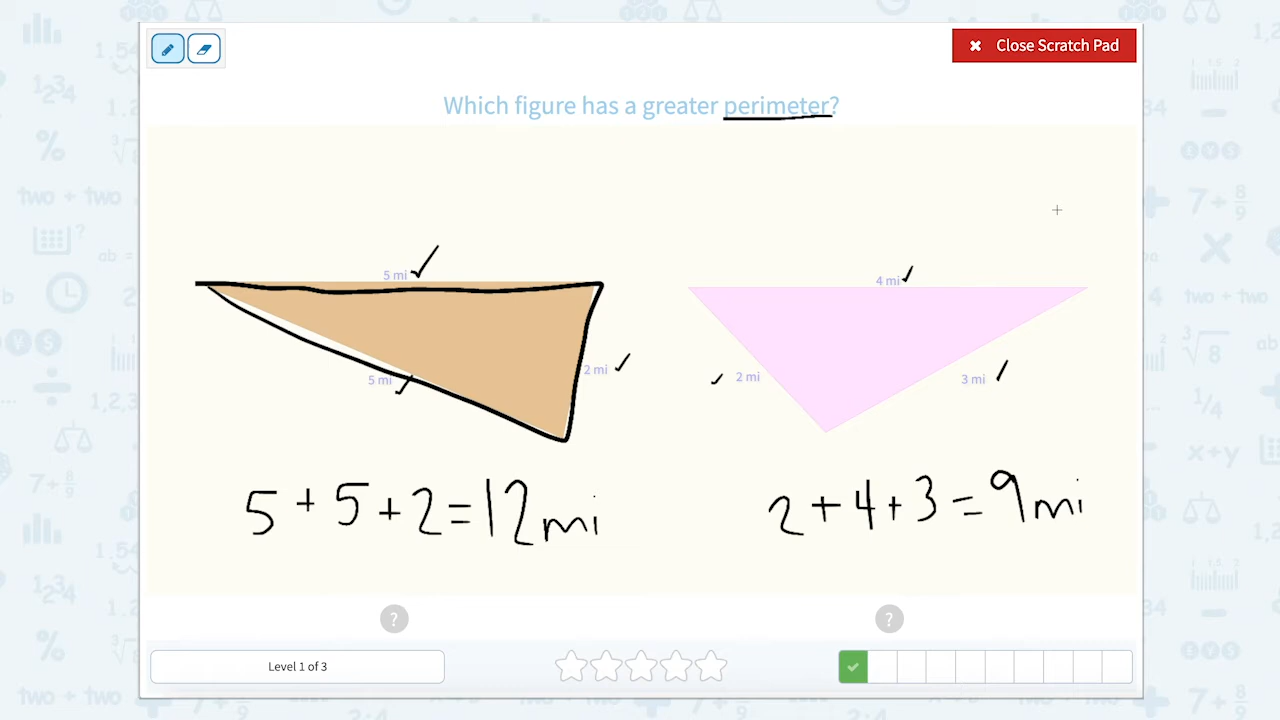 Close Scratch Pad
Which figure has a greater perimeter?
5 mi
4 mi
5 mi
2 mi
2 mi
3 mi
5 + 5 + 2 = 12 mi
2 + 4 + 3 = 9 mi
?
?
Level 1 of 3